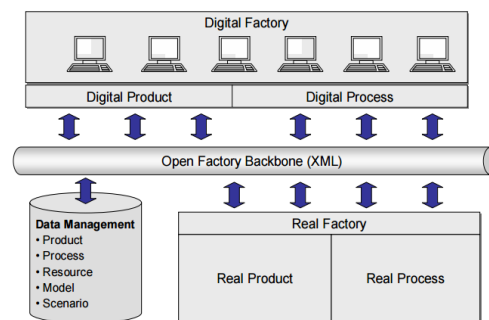 Digital Factory
Digital Product
Digital Process
Open Factory Backbone (XML)
Data Management
• Product
• Process
• Resource
• Model
• Scenario
Real Factory
Real Product
Real Process